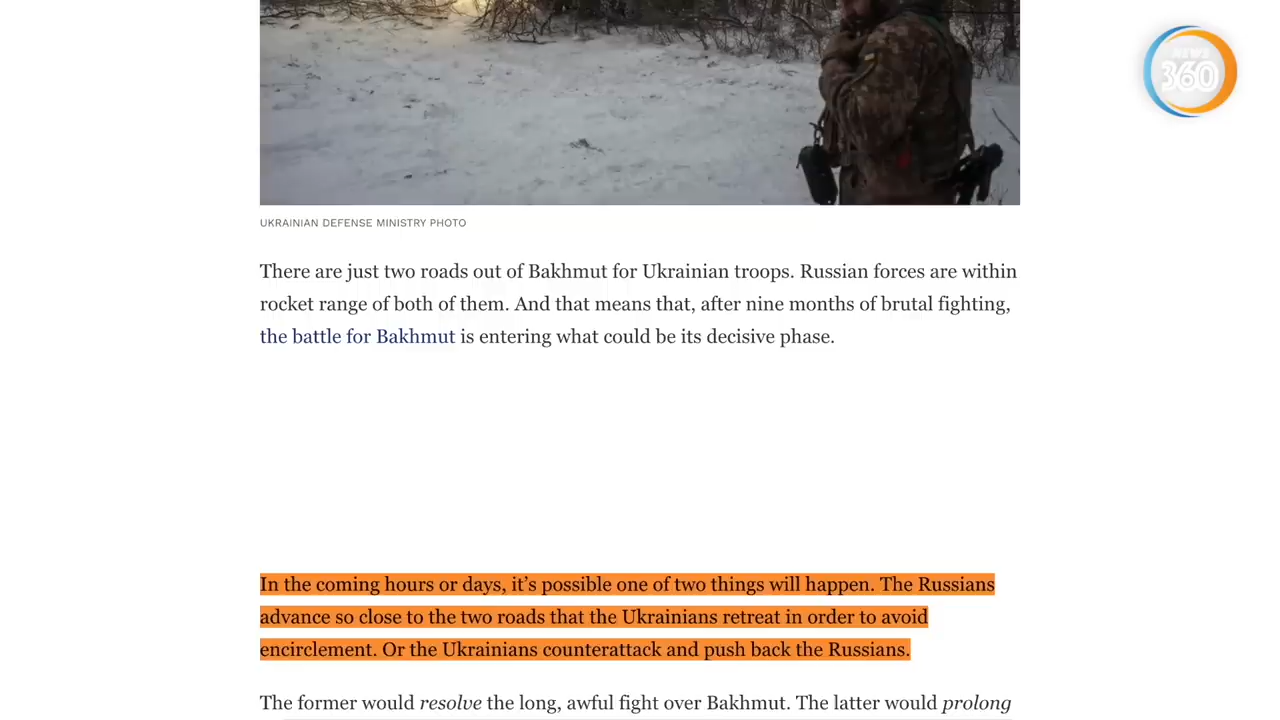 NEWS
360
UKRAINIAN DEFENSE MINISTRY PHOTO
There are just two roads out of Bakhmut for Ukrainian troops. Russian forces are within
rocket range of both of them. And that means that, after nine months of brutal fighting,
the battle for Bakhmut is entering what could be its decisive phase.
In the coming hours or days, it’s possible one of two things will happen. The Russians
advance so close to the two roads that the Ukrainians retreat in order to avoid
encirclement. Or the Ukrainians counterattack and push back the Russians.
The former would resolve the long, awful fight over Bakhmut. The latter would prolong